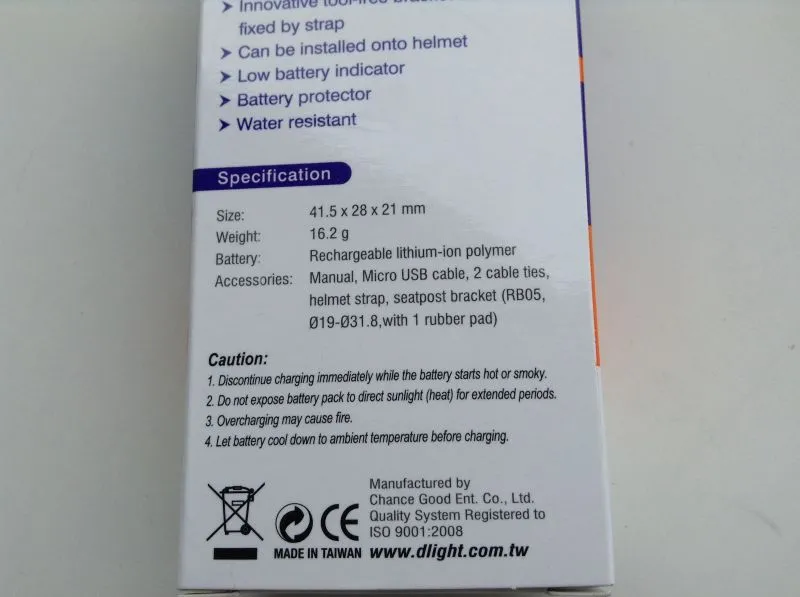 ➤ Innovative tool-free bracket
fixed by strap
➤ Can be installed onto helmet
➤ Low battery indicator
➤ Battery protector
➤ Water resistant
Specification
Size: 41.5 x 28 x 21 mm
Weight: 16.2 g
Battery: Rechargeable lithium-ion polymer
Accessories: Manual, Micro USB cable, 2 cable ties,
helmet strap, seatpost bracket (RB05,
Ø19-Ø31.8,with 1 rubber pad)
Caution:
1. Discontinue charging immediately while the battery starts hot or smoky.
2. Do not expose battery pack to direct sunlight (heat) for extended periods.
3. Overcharging may cause fire.
4. Let battery cool down to ambient temperature before charging.
Manufactured by
Chance Good Ent. Co., Ltd.
Quality System Registered to
ISO 9001:2008
CE
MADE IN TAIWAN www.dlight.com.tw